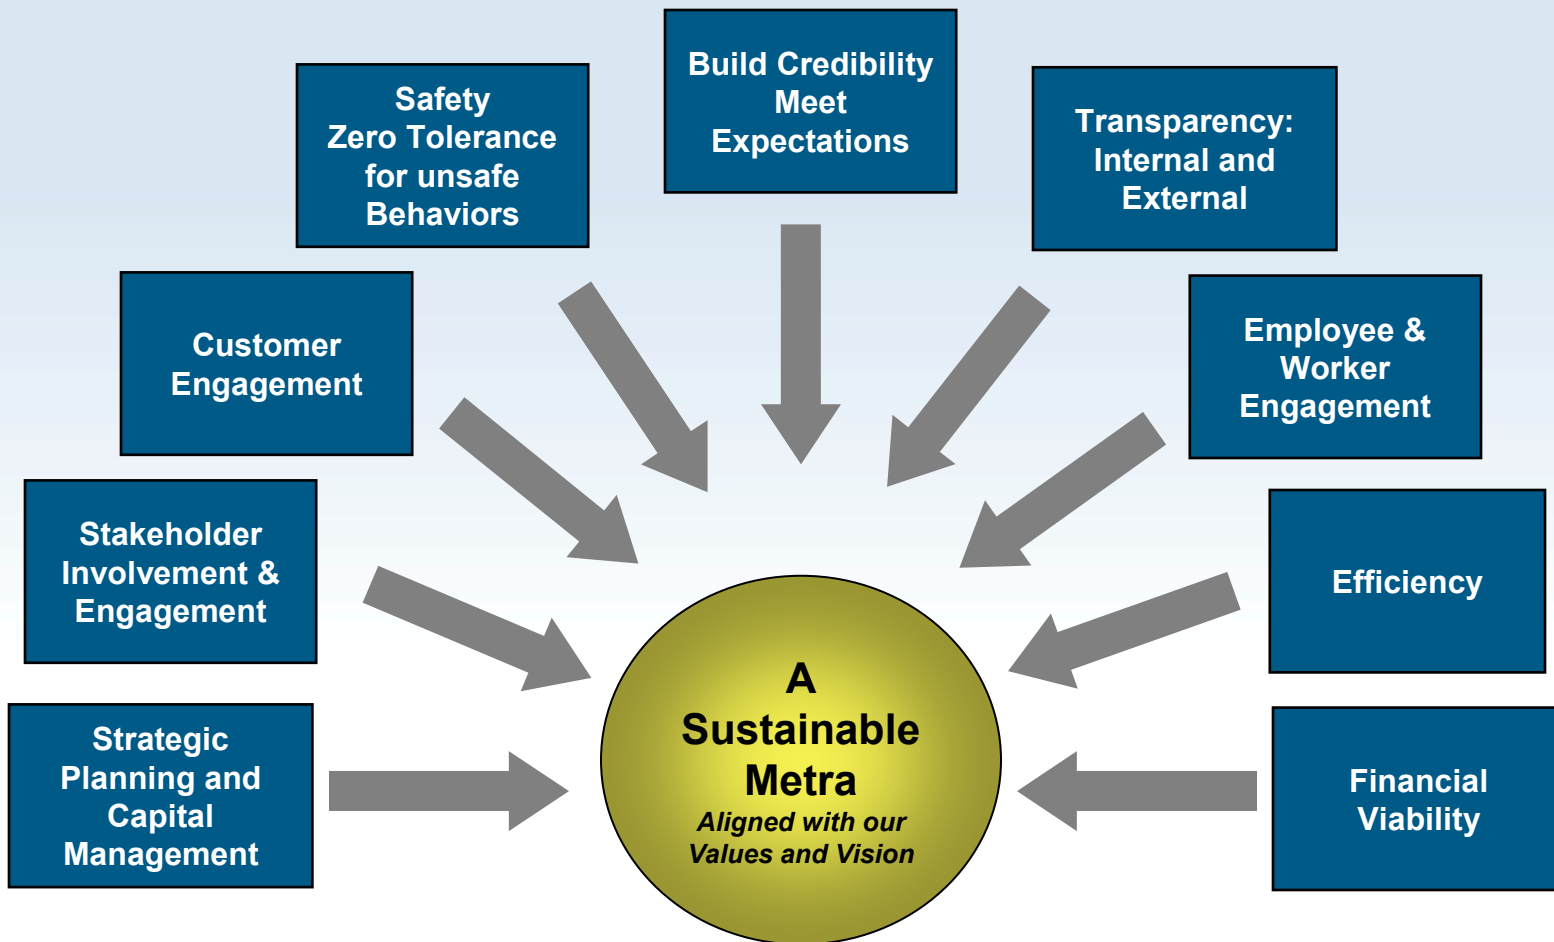 Build Credibility
Meet
Expectations
Safety
Zero Tolerance
for unsafe
Behaviors
Transparency:
Internal and
External
Customer
Engagement
Employee &
Worker
Engagement
Stakeholder
Involvement &
Engagement
Efficiency
Strategic
Planning and
Capital
Management
Financial
Viability
A
Sustainable
Metra
Aligned with our
Values and Vision